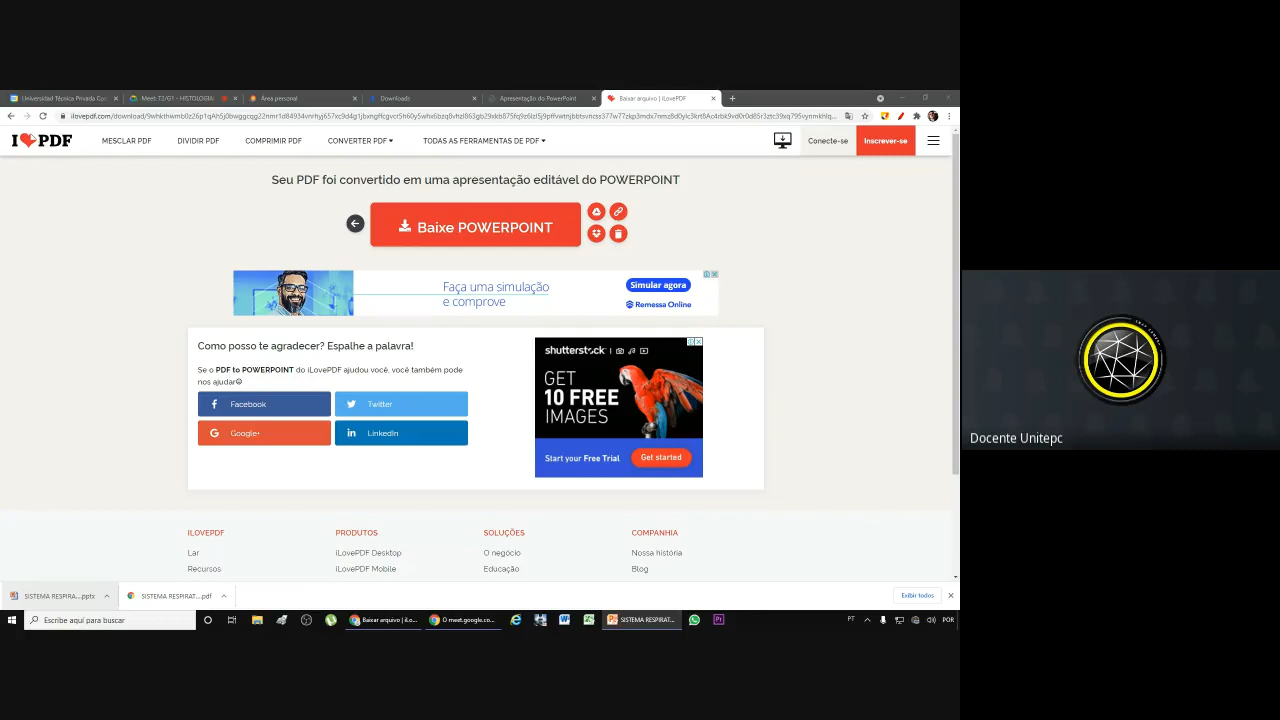 Universidad Técnica Privada Co
Meet: T3/G1 - HISTOLOGIA
Área personal
Downloads
Apresentação do PowerPoint
Baixar arquivo | iLovePDF
I PDF
MESCLAR PDF
DIVIDIR PDF
COMPRIMIR PDF
CONVERTER PDF
TODAS AS FERRAMENTAS DE PDF
Conecte-se
Inscrever-se
Seu PDF foi convertido em uma apresentação editável do POWERPOINT
Baixe POWERPOINT
Faça uma simulação
e comprove
Simular agora
Remessa Online
Como posso te agradecer? Espalhe a palavra!
Se o PDF to POWERPOINT do iLovePDF ajudou você, você também pode
nos ajudar
Facebook
Twitter
Google+
LinkedIn
shutterstock
GET
10 FREE
IMAGES
Start your Free Trial
Get started
ILOVEPDF
PRODUTOS
SOLUÇÕES
COMPANHIA
Lar
iLovePDF Desktop
O negócio
Nossa história
Recursos
iLovePDF Mobile
Educação
Blog
SISTEMA RESPIRA....pptx
SISTEMA RESPIRAT....pdf
Exibir todos
Escribe aquí para buscar
Baixar arquivo | iLo...
O meet.google.co...
SISTEMA RESPIRAT...
PT
POR
Docente Unitepc